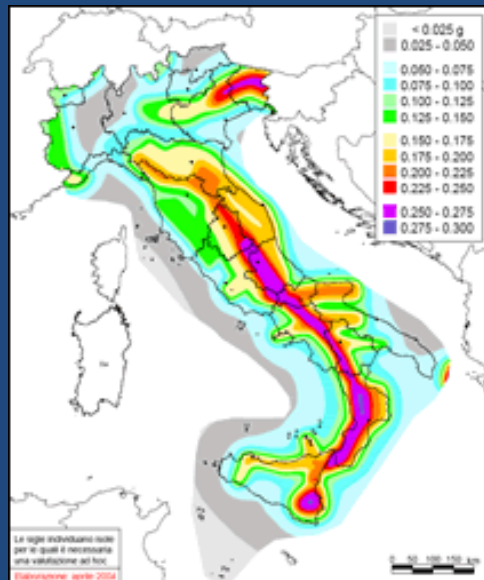 < 0.025 g
0.025 - 0.050
0.050 - 0.075
0.075 - 0.100
0.100 - 0.125
0.125 - 0.150
0.150 - 0.175
0.175 - 0.200
0.200 - 0.225
0.225 - 0.250
0.250 - 0.275
0.275 - 0.300
Le sigle individuano isole
per le quali è necessaria
una valutazione ad hoc
Elaborazione: aprile 2004
0 50 100 150 km